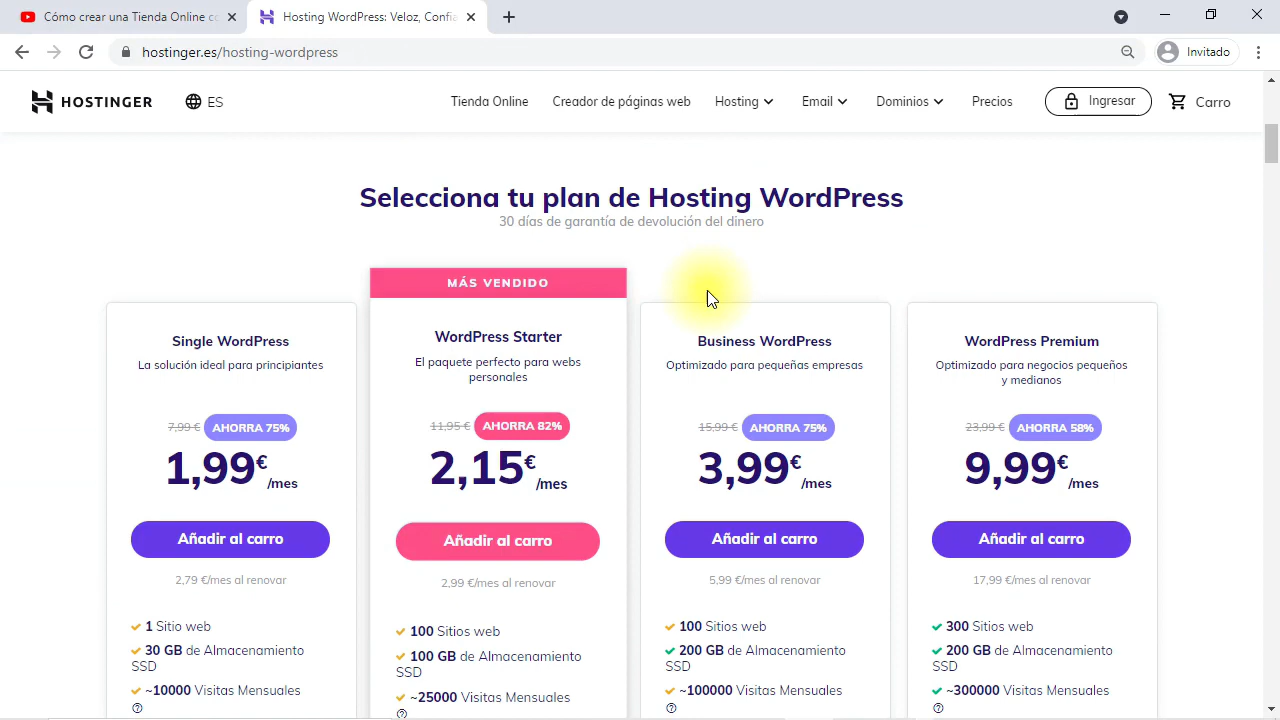 Cómo crear una Tienda Online co
Hosting WordPress: Veloz, Confia
hostinger.es/hosting-wordpress
Invitado
HOSTINGER
ES
Tienda Online
Creador de páginas web
Hosting
Email
Dominios
Precios
Ingresar
Carro
Selecciona tu plan de Hosting WordPress
30 días de garantía de devolución del dinero
MÁS VENDIDO
Single WordPress
La solución ideal para principiantes
7,99 € AHORRA 75%
1,99€ /mes
Añadir al carro
2,79 €/mes al renovar
1 Sitio web
30 GB de Almacenamiento
SSD
~10000 Visitas Mensuales
WordPress Starter
El paquete perfecto para webs
personales
11,95 € AHORRA 82%
2,15€ /mes
Añadir al carro
2,99 €/mes al renovar
100 Sitios web
100 GB de Almacenamiento
SSD
~25000 Visitas Mensuales
Business WordPress
Optimizado para pequeñas empresas
15,99 € AHORRA 75%
3,99€ /mes
Añadir al carro
5,99 €/mes al renovar
100 Sitios web
200 GB de Almacenamiento
SSD
~100000 Visitas Mensuales
WordPress Premium
Optimizado para negocios pequeños
y medianos
23,99 € AHORRA 58%
9,99€ /mes
Añadir al carro
17,99 €/mes al renovar
300 Sitios web
200 GB de Almacenamiento
SSD
~300000 Visitas Mensuales